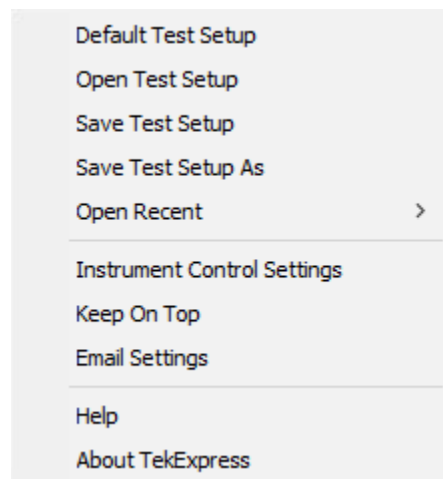 Default Test Setup
Open Test Setup
Save Test Setup
Save Test Setup As
Open Recent
Instrument Control Settings
Keep On Top
Email Settings
Help
About TekExpress